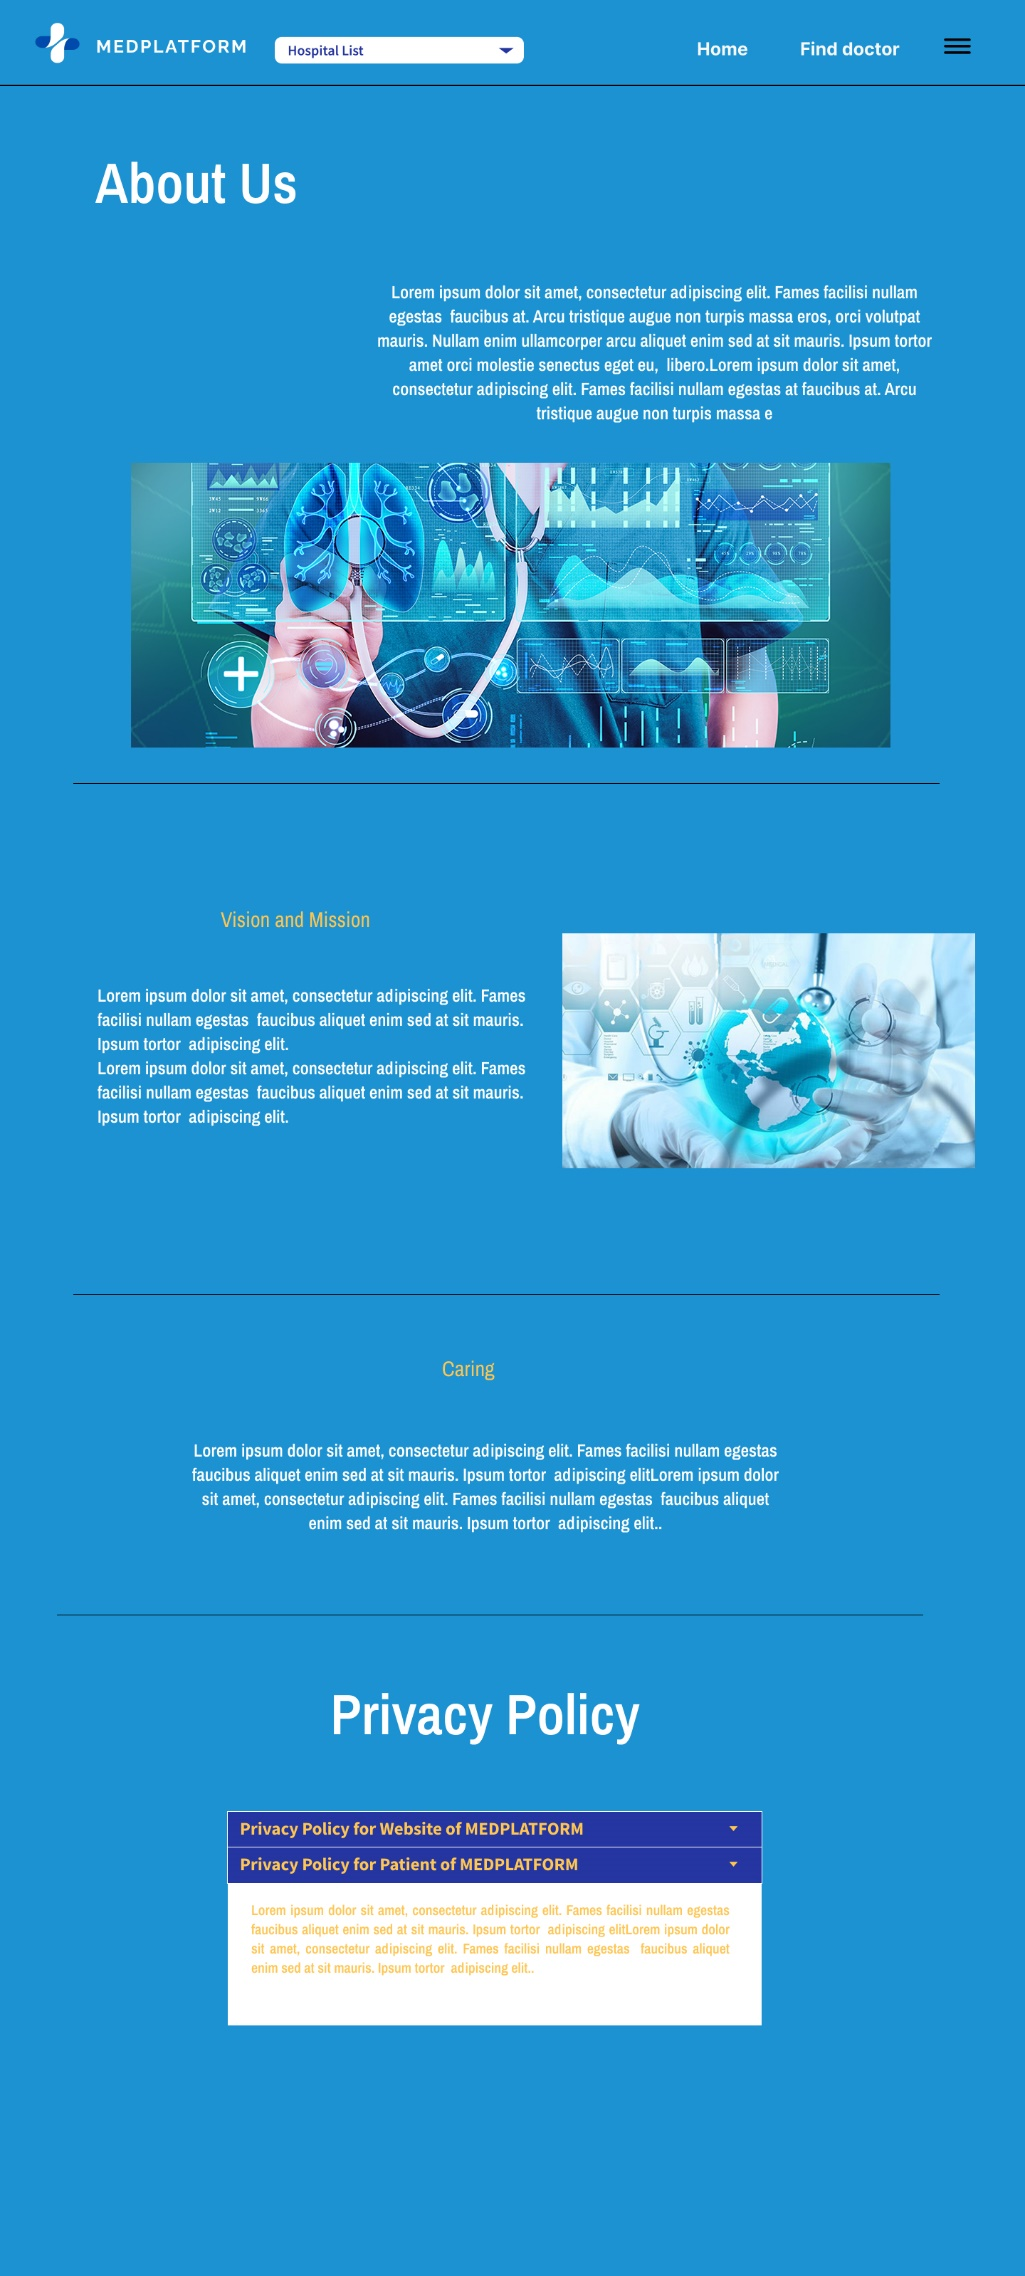 MEDPLATFORM
Hospital List
Home
Find doctor
About Us
Lorem ipsum dolor sit amet, consectetur adipiscing elit. Fames facilisi nullam
egestas  faucibus at. Arcu tristique augue non turpis massa eros, orci volutpat
mauris. Nullam enim ullamcorper arcu aliquet enim sed at sit mauris. Ipsum tortor
amet orci molestie senectus eget eu,  libero.Lorem ipsum dolor sit amet,
consectetur adipiscing elit. Fames facilisi nullam egestas at faucibus at. Arcu
tristique augue non turpis massa e
Vision and Mission
Lorem ipsum dolor sit amet, consectetur adipiscing elit. Fames
facilisi nullam egestas  faucibus aliquet enim sed at sit mauris.
Ipsum tortor  adipiscing elit.
Lorem ipsum dolor sit amet, consectetur adipiscing elit. Fames
facilisi nullam egestas  faucibus aliquet enim sed at sit mauris.
Ipsum tortor  adipiscing elit.
Caring
Lorem ipsum dolor sit amet, consectetur adipiscing elit. Fames facilisi nullam egestas
faucibus aliquet enim sed at sit mauris. Ipsum tortor  adipiscing elitLorem ipsum dolor
sit amet, consectetur adipiscing elit. Fames facilisi nullam egestas  faucibus aliquet
enim sed at sit mauris. Ipsum tortor  adipiscing elit..
Privacy Policy
Privacy Policy for Website of MEDPLATFORM
Privacy Policy for Patient of MEDPLATFORM
Lorem ipsum dolor sit amet, consectetur adipiscing elit. Fames facilisi nullam egestas
faucibus aliquet enim sed at sit mauris. Ipsum tortor  adipiscing elitLorem ipsum dolor
sit amet, consectetur adipiscing elit. Fames facilisi nullam egestas  faucibus aliquet
enim sed at sit mauris. Ipsum tortor  adipiscing elit..